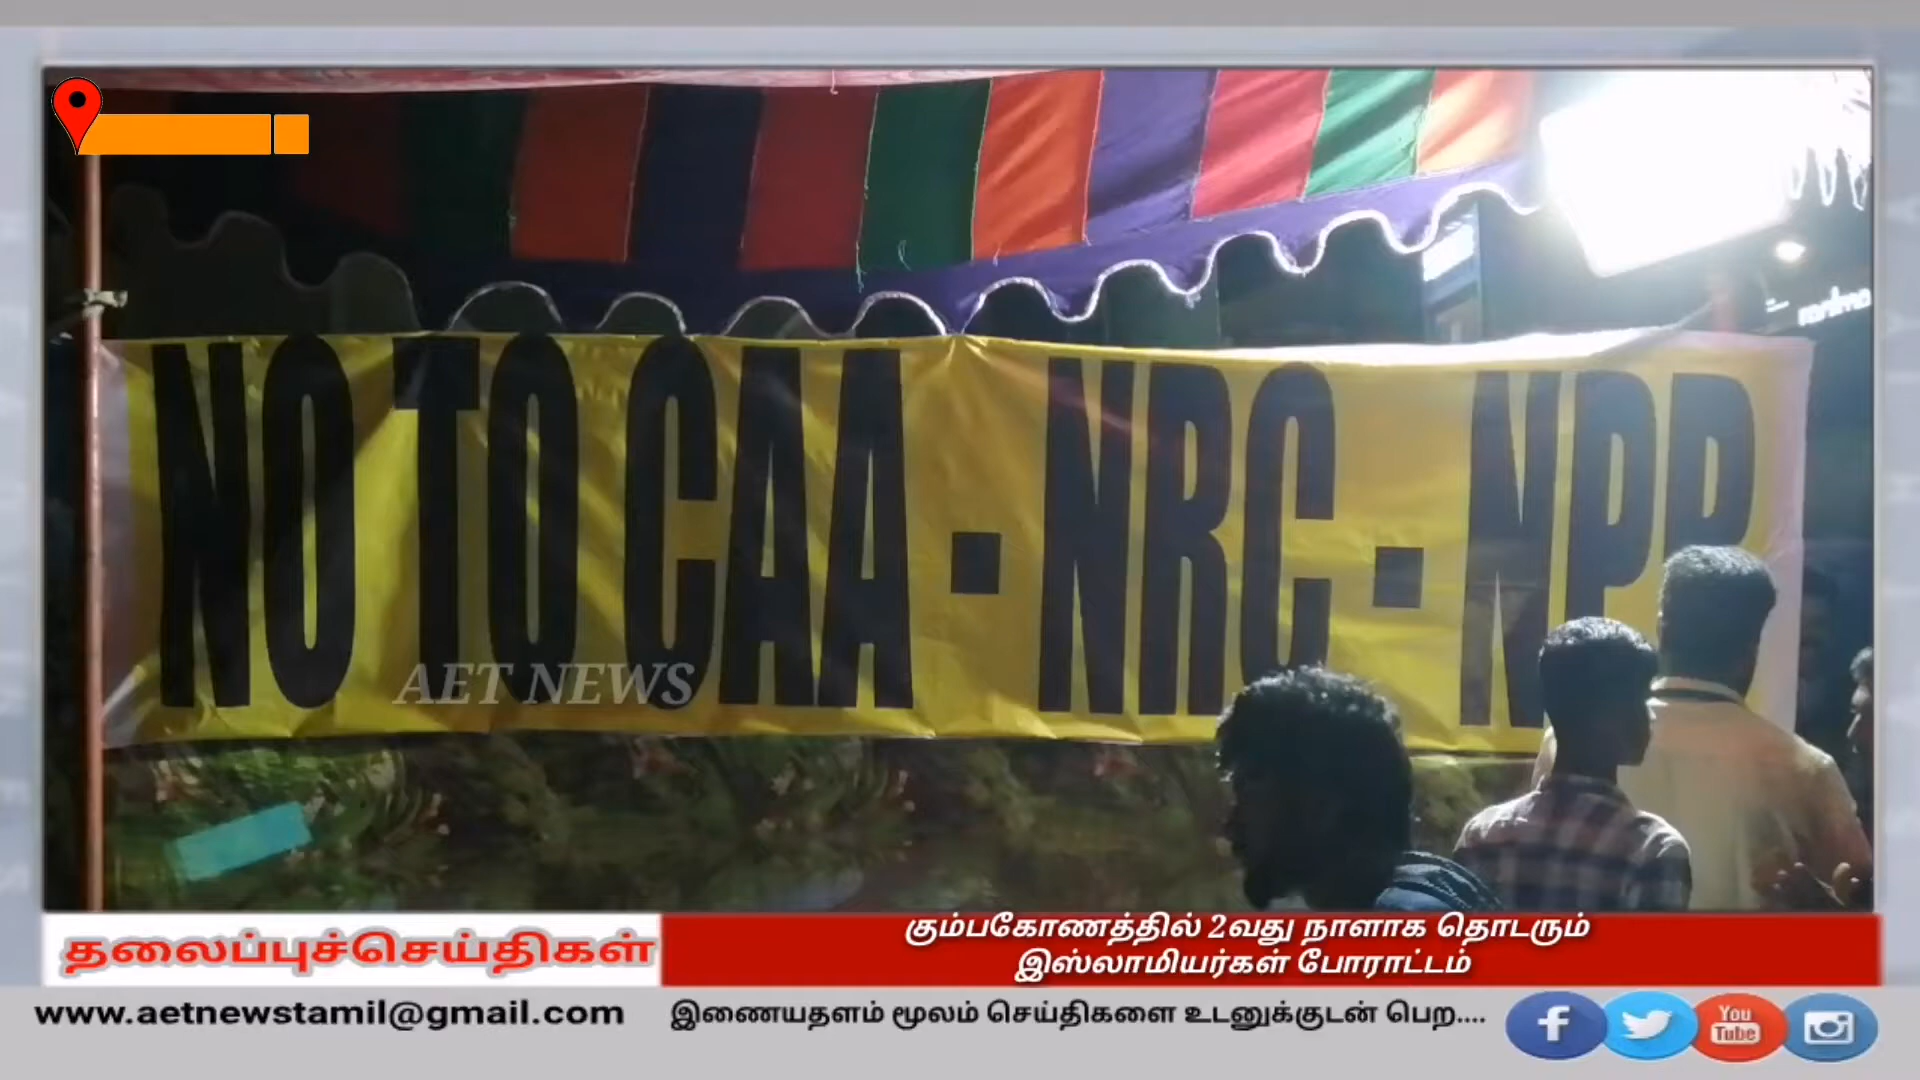 NO TO CAA - NRC - NPR
AET NEWS
தலைப்புச்செய்திகள்
கும்பகோணத்தில் 2வது நாளாக தொடரும்
இஸ்லாமியர்கள் போராட்டம்
www.aetnewstamil@gmail.com
இணையதளம் மூலம் செய்திகளை உடனுக்குடன் பெற....
f
You
Tube